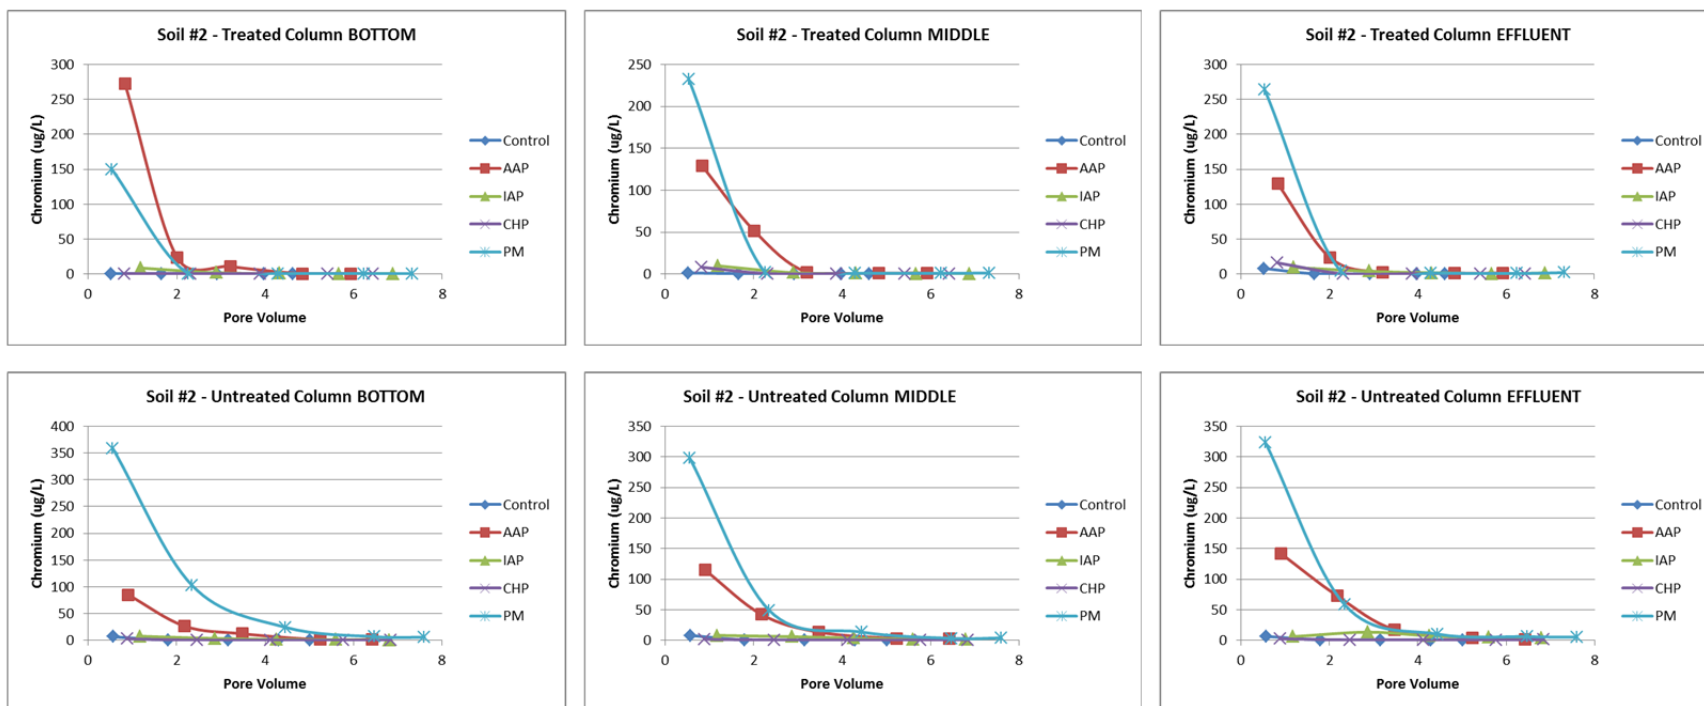 Soil #2 - Treated Column BOTTOM
300
250
200
150
100
50
0
Chromium (ug/L)
0 2 4 6 8
Pore Volume
Control
AAP
IAP
CHP
PM
Soil #2 - Treated Column MIDDLE
250
200
150
100
50
0
Chromium (ug/L)
0 2 4 6 8
Pore Volume
Control
AAP
IAP
CHP
PM
Soil #2 - Treated Column EFFLUENT
300
250
200
150
100
50
0
Chromium (ug/L)
0 2 4 6 8
Pore Volume
Control
AAP
IAP
CHP
PM
Soil #2 - Untreated Column BOTTOM
400
350
300
250
200
150
100
50
0
Chromium (ug/L)
0 2 4 6 8
Pore Volume
Control
AAP
IAP
CHP
PM
Soil #2 - Untreated Column MIDDLE
350
300
250
200
150
100
50
0
Chromium (ug/L)
0 2 4 6 8
Pore Volume
Control
AAP
IAP
CHP
PM
Soil #2 - Untreated Column EFFLUENT
350
300
250
200
150
100
50
0
Chromium (ug/L)
0 2 4 6 8
Pore Volume
Control
AAP
IAP
CHP
PM